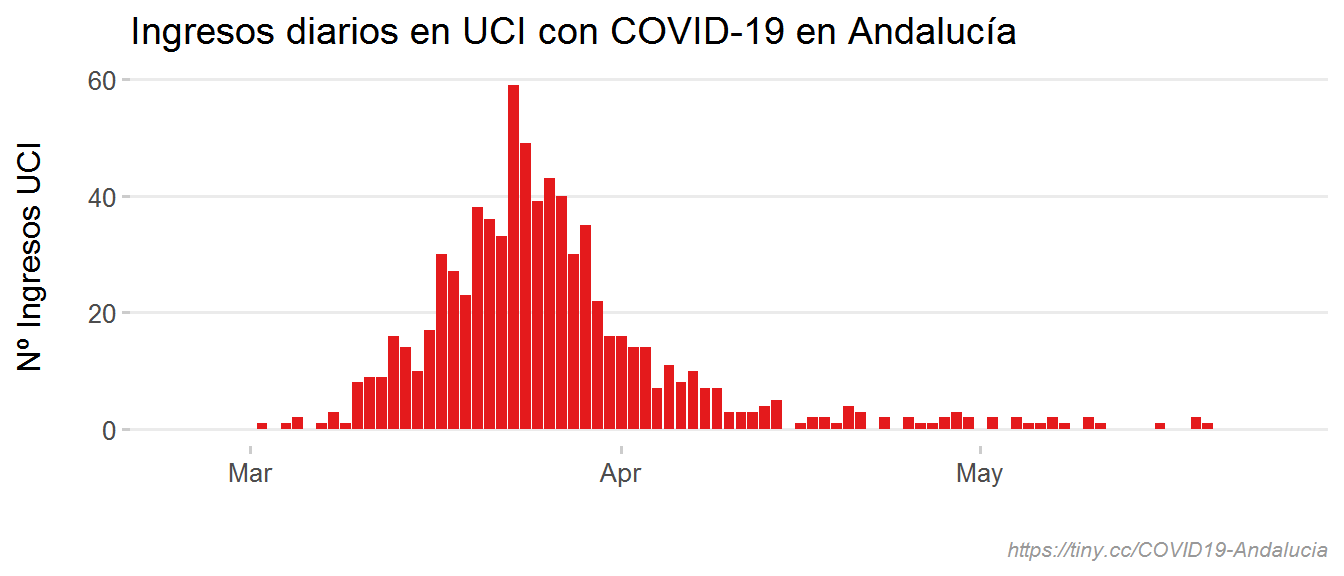 Ingresos diarios en UCI con COVID-19 en Andalucía
Nº Ingresos UCI
60
40
20
0
Mar Apr May
https://tiny.cc/COVID19-Andalucia